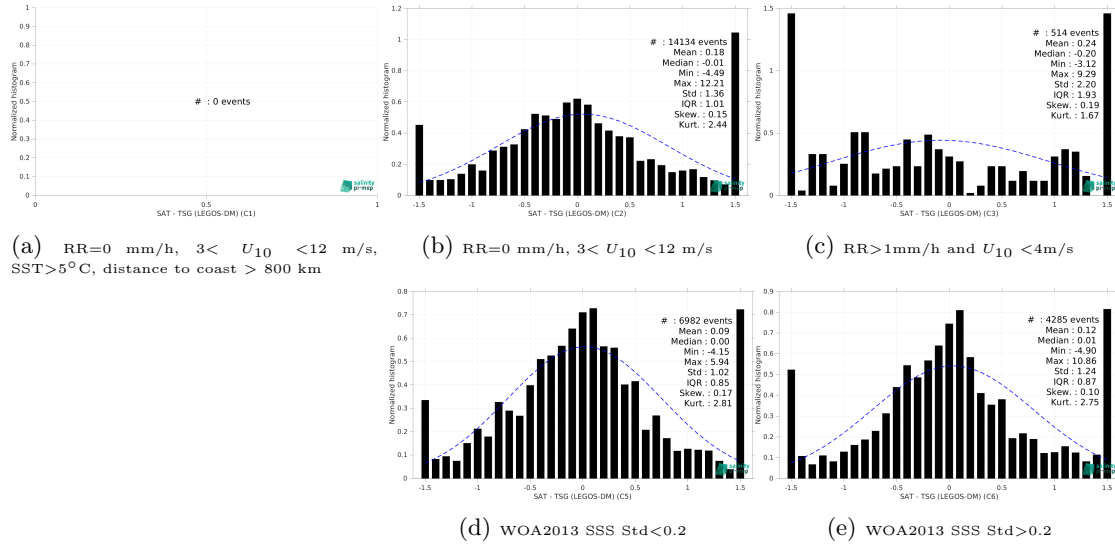 1
0.9
0.8
0.7
0.6
0.5
0.4
0.3
0.2
0.1
0
Normalized histogram
# : 0 events
0 0.5 1
SAT - TSG (LEGOS-DM) (C1)
salinity
pi-mep
(a) RR=0 mm/h, 3< U10 <12 m/s,
SST>5°C, distance to coast > 800 km
1.2
1
0.8
0.6
0.4
0.2
0
Normalized histogram
# : 14134 events
Mean : 0.18
Median : -0.01
Min : -4.49
Max : 12.21
Std : 1.36
IQR : 1.01
Skew. : 0.15
Kurt. : 2.44
-1.5 -1 -0.5 0 0.5 1 1.5
SAT - TSG (LEGOS-DM) (C2)
(b) RR=0 mm/h, 3< U10 <12 m/s
1.5
1
0.5
0
Normalized histogram
# : 514 events
Mean : 0.24
Median : -0.20
Min : -3.12
Max : 9.29
Std : 2.20
IQR : 1.93
Skew. : 0.19
Kurt. : 1.67
-1.5 -1 -0.5 0 0.5 1 1.5
SAT - TSG (LEGOS-DM) (C3)
(c) RR>1mm/h and U10 <4m/s
0.8
0.7
0.6
0.5
0.4
0.3
0.2
0.1
0
Normalized histogram
# : 6982 events
Mean : 0.09
Median : 0.00
Min : -4.15
Max : 5.94
Std : 1.02
IQR : 0.85
Skew. : 0.17
Kurt. : 2.81
-1.5 -1 -0.5 0 0.5 1 1.5
SAT - TSG (LEGOS-DM) (C5)
(d) WOA2013 SSS Std<0.2
0.9
0.8
0.7
0.6
0.5
0.4
0.3
0.2
0.1
0
Normalized histogram
# : 4285 events
Mean : 0.12
Median : 0.01
Min : -4.90
Max : 10.86
Std : 1.24
IQR : 0.87
Skew. : 0.10
Kurt. : 2.75
-1.5 -1 -0.5 0 0.5 1 1.5
SAT - TSG (LEGOS-DM) (C6)
(e) WOA2013 SSS Std>0.2